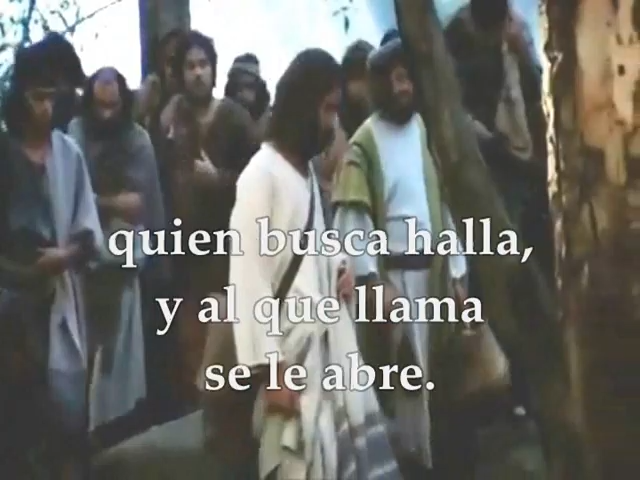 quien busca halla,
y al que llama
se le abre.